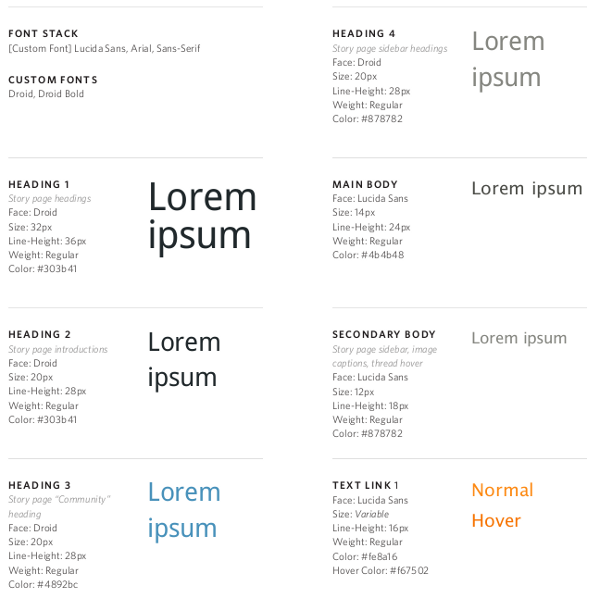 FONT STACK
[Custom Font] Lucida Sans, Arial, Sans-Serif
CUSTOM FONTS
Droid, Droid Bold
HEADING 1
Story page headings
Face: Droid
Size: 32px
Line-Height: 36px
Weight: Regular
Color: #303b41
Lorem
ipsum
HEADING 2
Story page introductions
Face: Droid
Size: 20px
Line-Height: 28px
Weight: Regular
Color: #303b41
Lorem
ipsum
HEADING 3
Story page “Community”
heading
Face: Droid
Size: 20px
Line-Height: 28px
Weight: Regular
Color: #4892bc
Lorem
ipsum
HEADING 4
Story page sidebar headings
Face: Droid
Size: 20px
Line-Height: 28px
Weight: Regular
Color: #878782
Lorem
ipsum
MAIN BODY
Face: Lucida Sans
Size: 14px
Line-Height: 24px
Weight: Regular
Color: #4b4b48
Lorem ipsum
SECONDARY BODY
Story page sidebar, image
captions, thread hover
Face: Lucida Sans
Size: 12px
Line-Height: 18px
Weight: Regular
Color: #878782
Lorem ipsum
TEXT LINK 1
Face: Lucida Sans
Size: Variable
Line-Height: 16px
Weight: Regular
Color: #fe8a16
Hover Color: #f67502
Normal
Hover